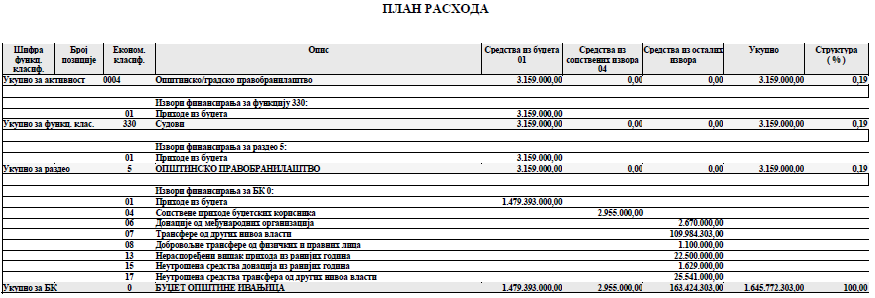 ПЛАН РАСХОДА
Шифра функц. класиф. Број позиције Економ. класиф. Опис Средства из буџета 01 Средства из сопствених извора 04 Средства из осталих извора Укупно Структура ( % )
Укупно за активност 0004 Општинско/градско правобранилаштво 3.159.000,00 0,00 0,00 3.159.000,00 0,19
Извори финансирања за функцију 330:
01 Приходе из буџета 3.159.000,00
Укупно за функц. клас. 330 Судови 3.159.000,00 0,00 0,00 3.159.000,00 0,19
Извори финансирања за раздео 5:
01 Приходе из буџета 3.159.000,00
Укупно за раздео 5 ОПШТИНСКО ПРАВОБРАНИЛАШТВО 3.159.000,00 0,00 0,00 3.159.000,00 0,19
Извори финансирања за БК 0:
01 Приходе из буџета 1.479.393.000,00
04 Сопствене приходе буџетских корисника 2.955.000,00
06 Донације од међународних организација 2.670.000,00
07 Трансфере од других нивоа власти 109.984.303,00
08 Добровољне трансфере од физичких и правних лица 1.100.000,00
13 Нераспоређени вишак прихода из ранијих година 22.500.000,00
15 Неутрошена средства донација из ранијих година 1.629.000,00
17 Неутрошена средства трансфера од других нивоа власти 25.541.000,00
Укупно за БК 0 БУЏЕТ ОПШТИНЕ ИВАЊИЦА 1.479.393.000,00 2.955.000,00 163.424.303,00 1.645.772.303,00 100,00